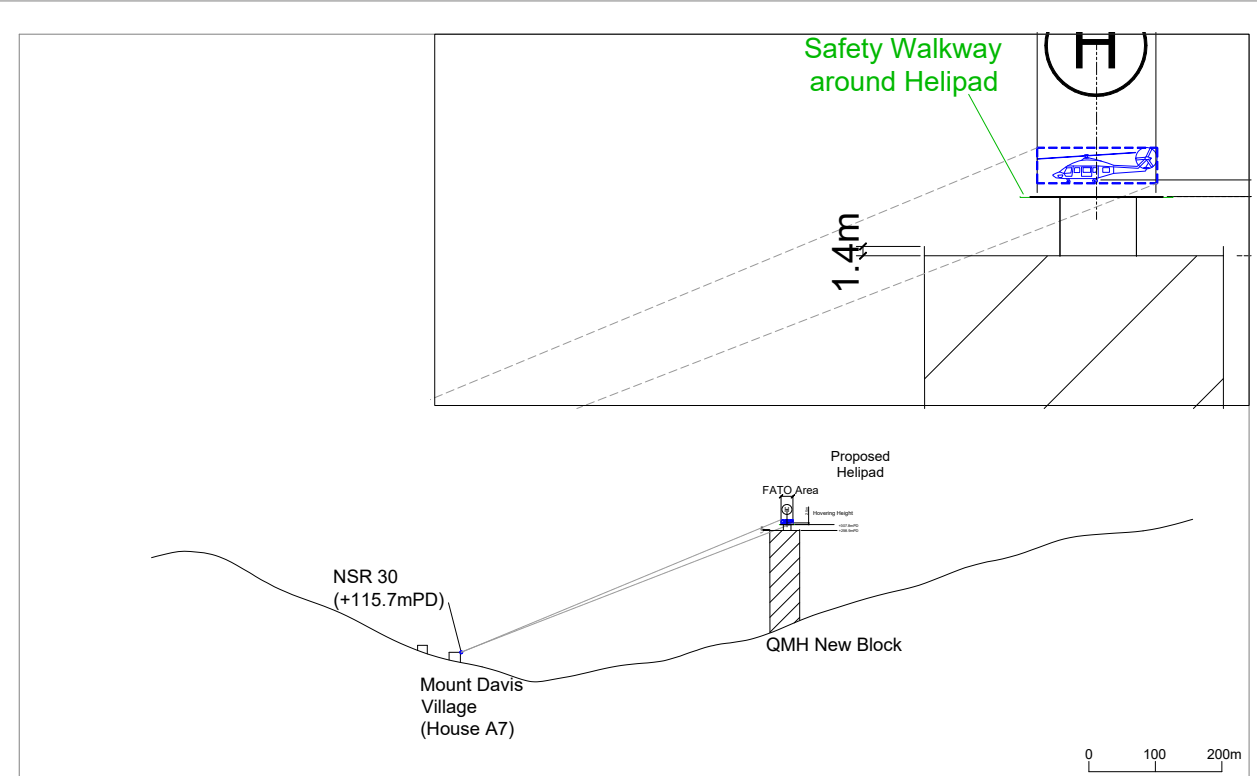 Safety Walkway
around Helipad
H
1.4m
Proposed
Helipad
FATO Area
H
Hovering Height
NSR 30
(+115.7mPD)
QMH New Block
Mount Davis
Village
(House A7)
0 100 200m